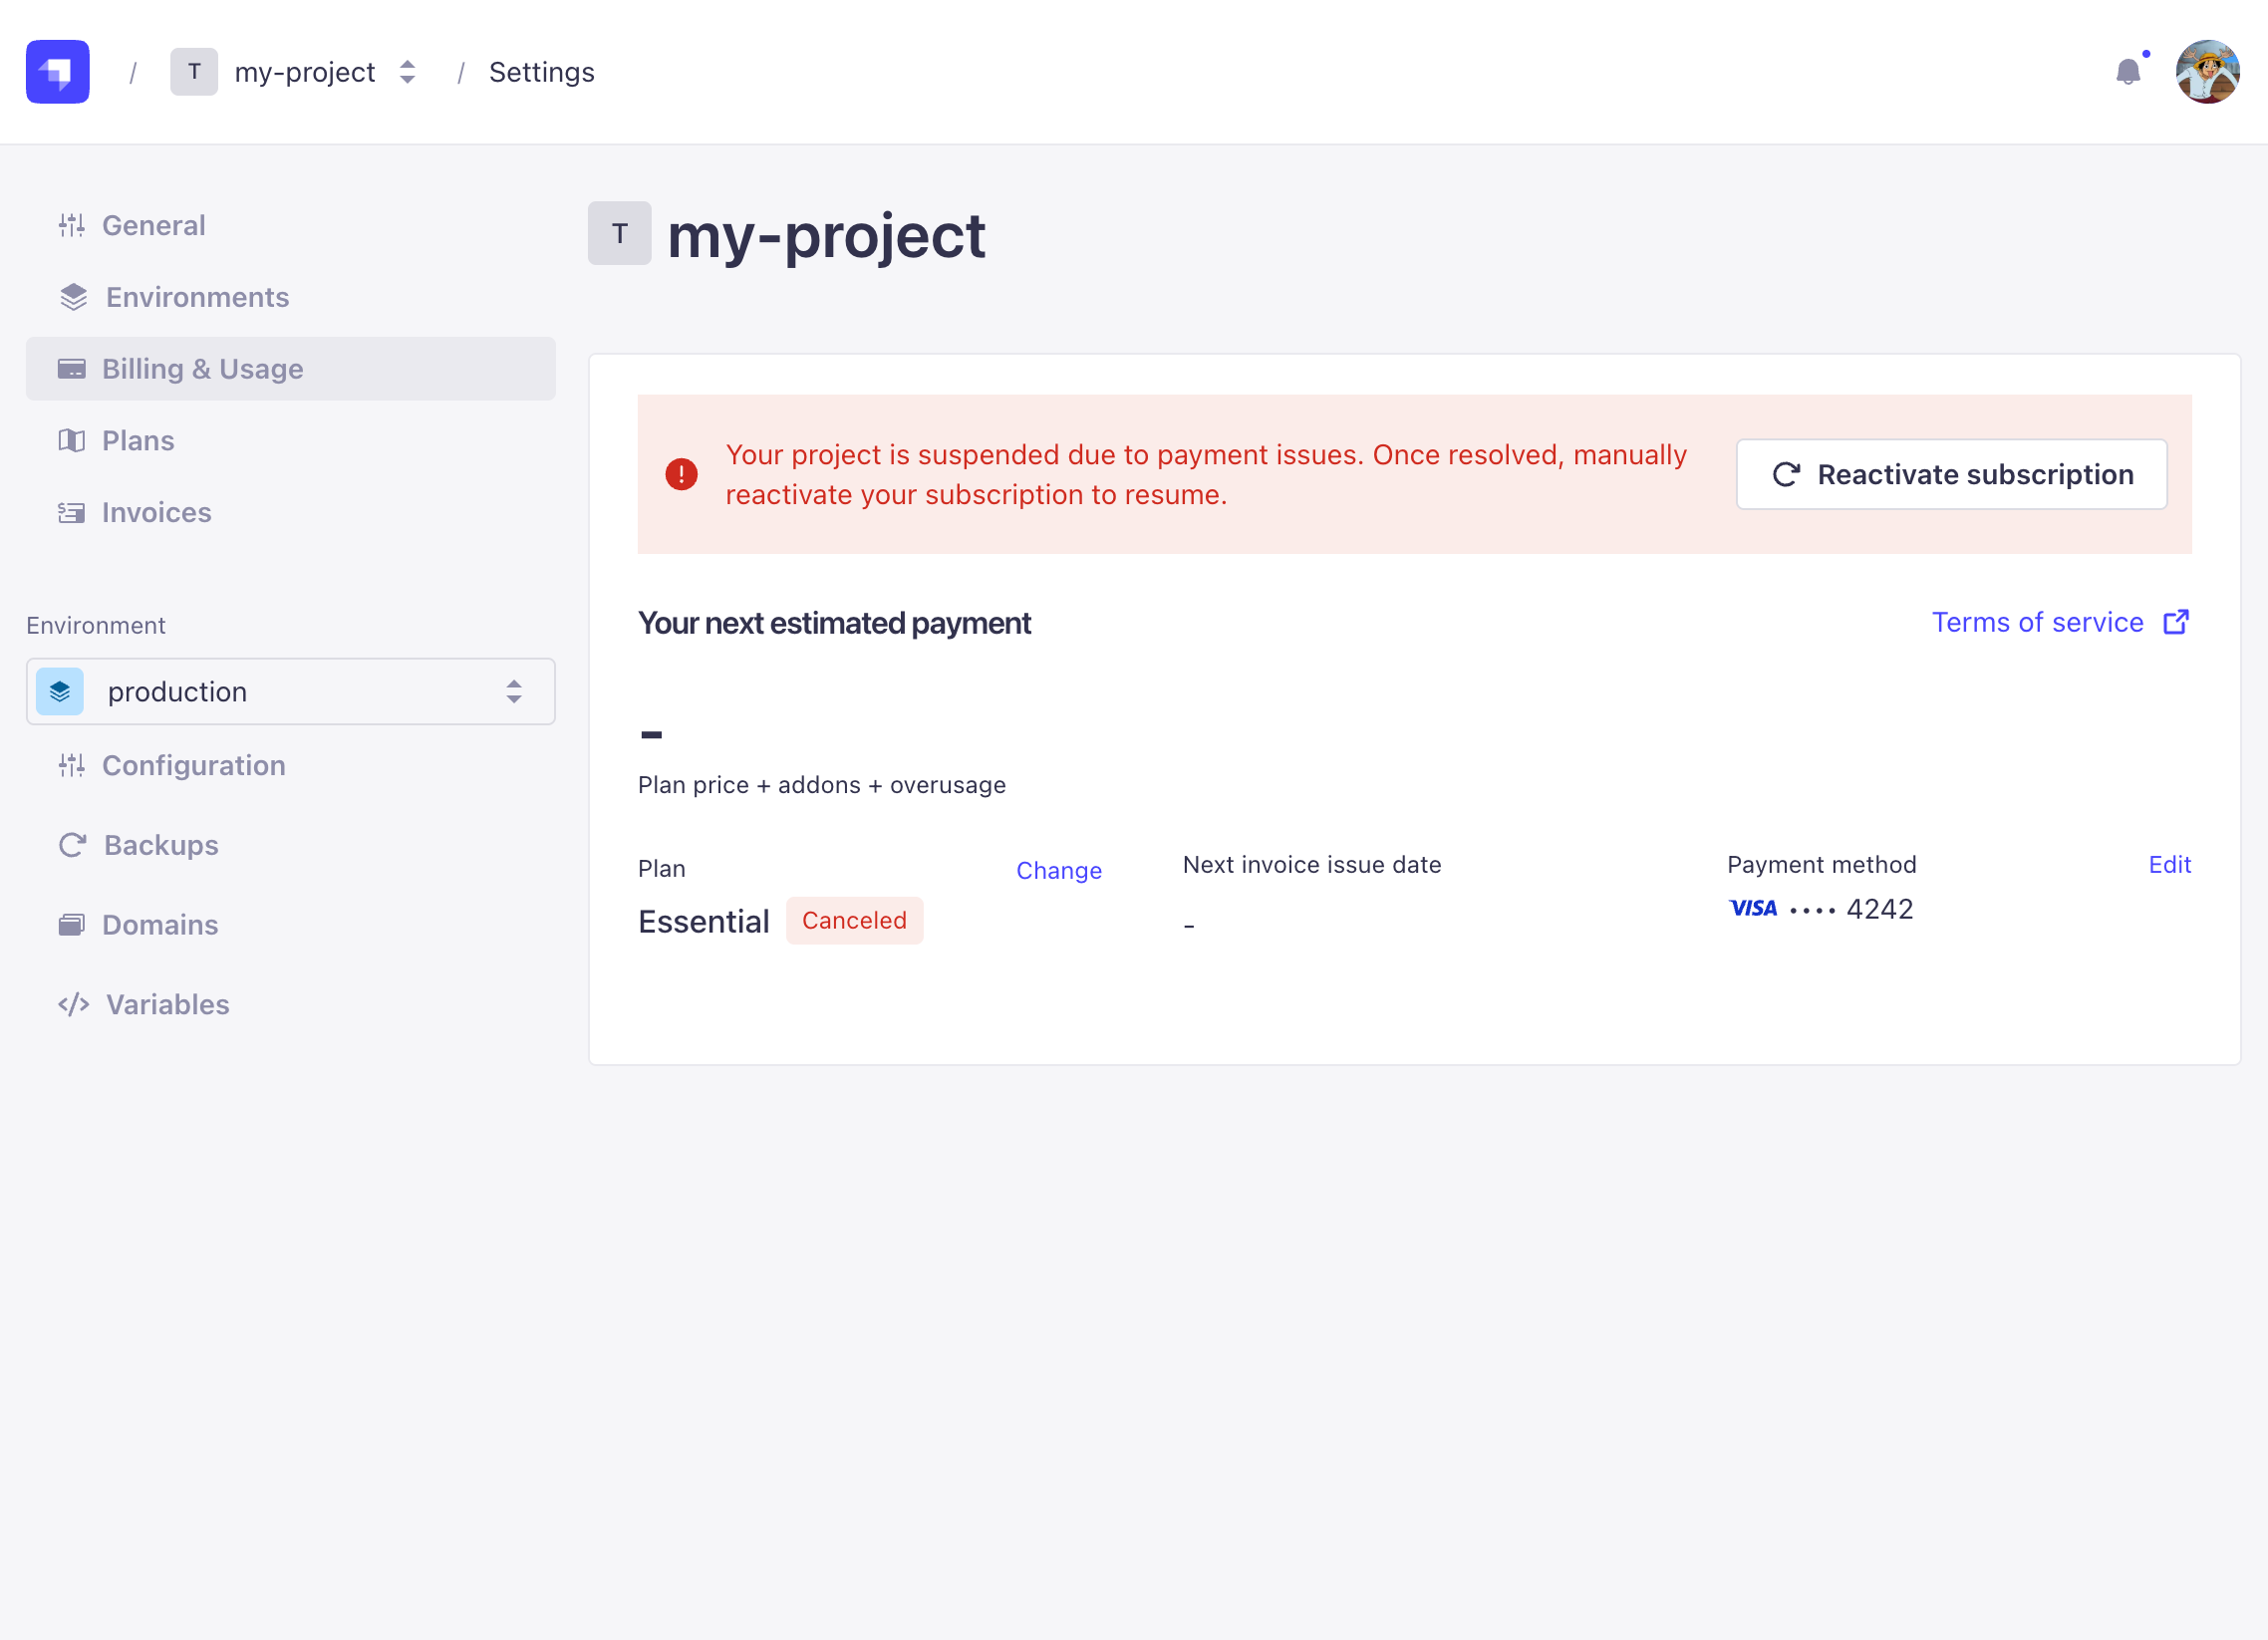 / T my-project / Settings
General
Environments
Billing & Usage
Plans
Invoices
Environment
production
Configuration
Backups
Domains
Variables
T my-project
Your project is suspended due to payment issues. Once resolved, manually
reactivate your subscription to resume.
Reactivate subscription
Your next estimated payment
Terms of service
-
Plan price + addons + overusage
Plan
Change
Essential
Canceled
Next invoice issue date
-
Payment method
Edit
VISA •••• 4242